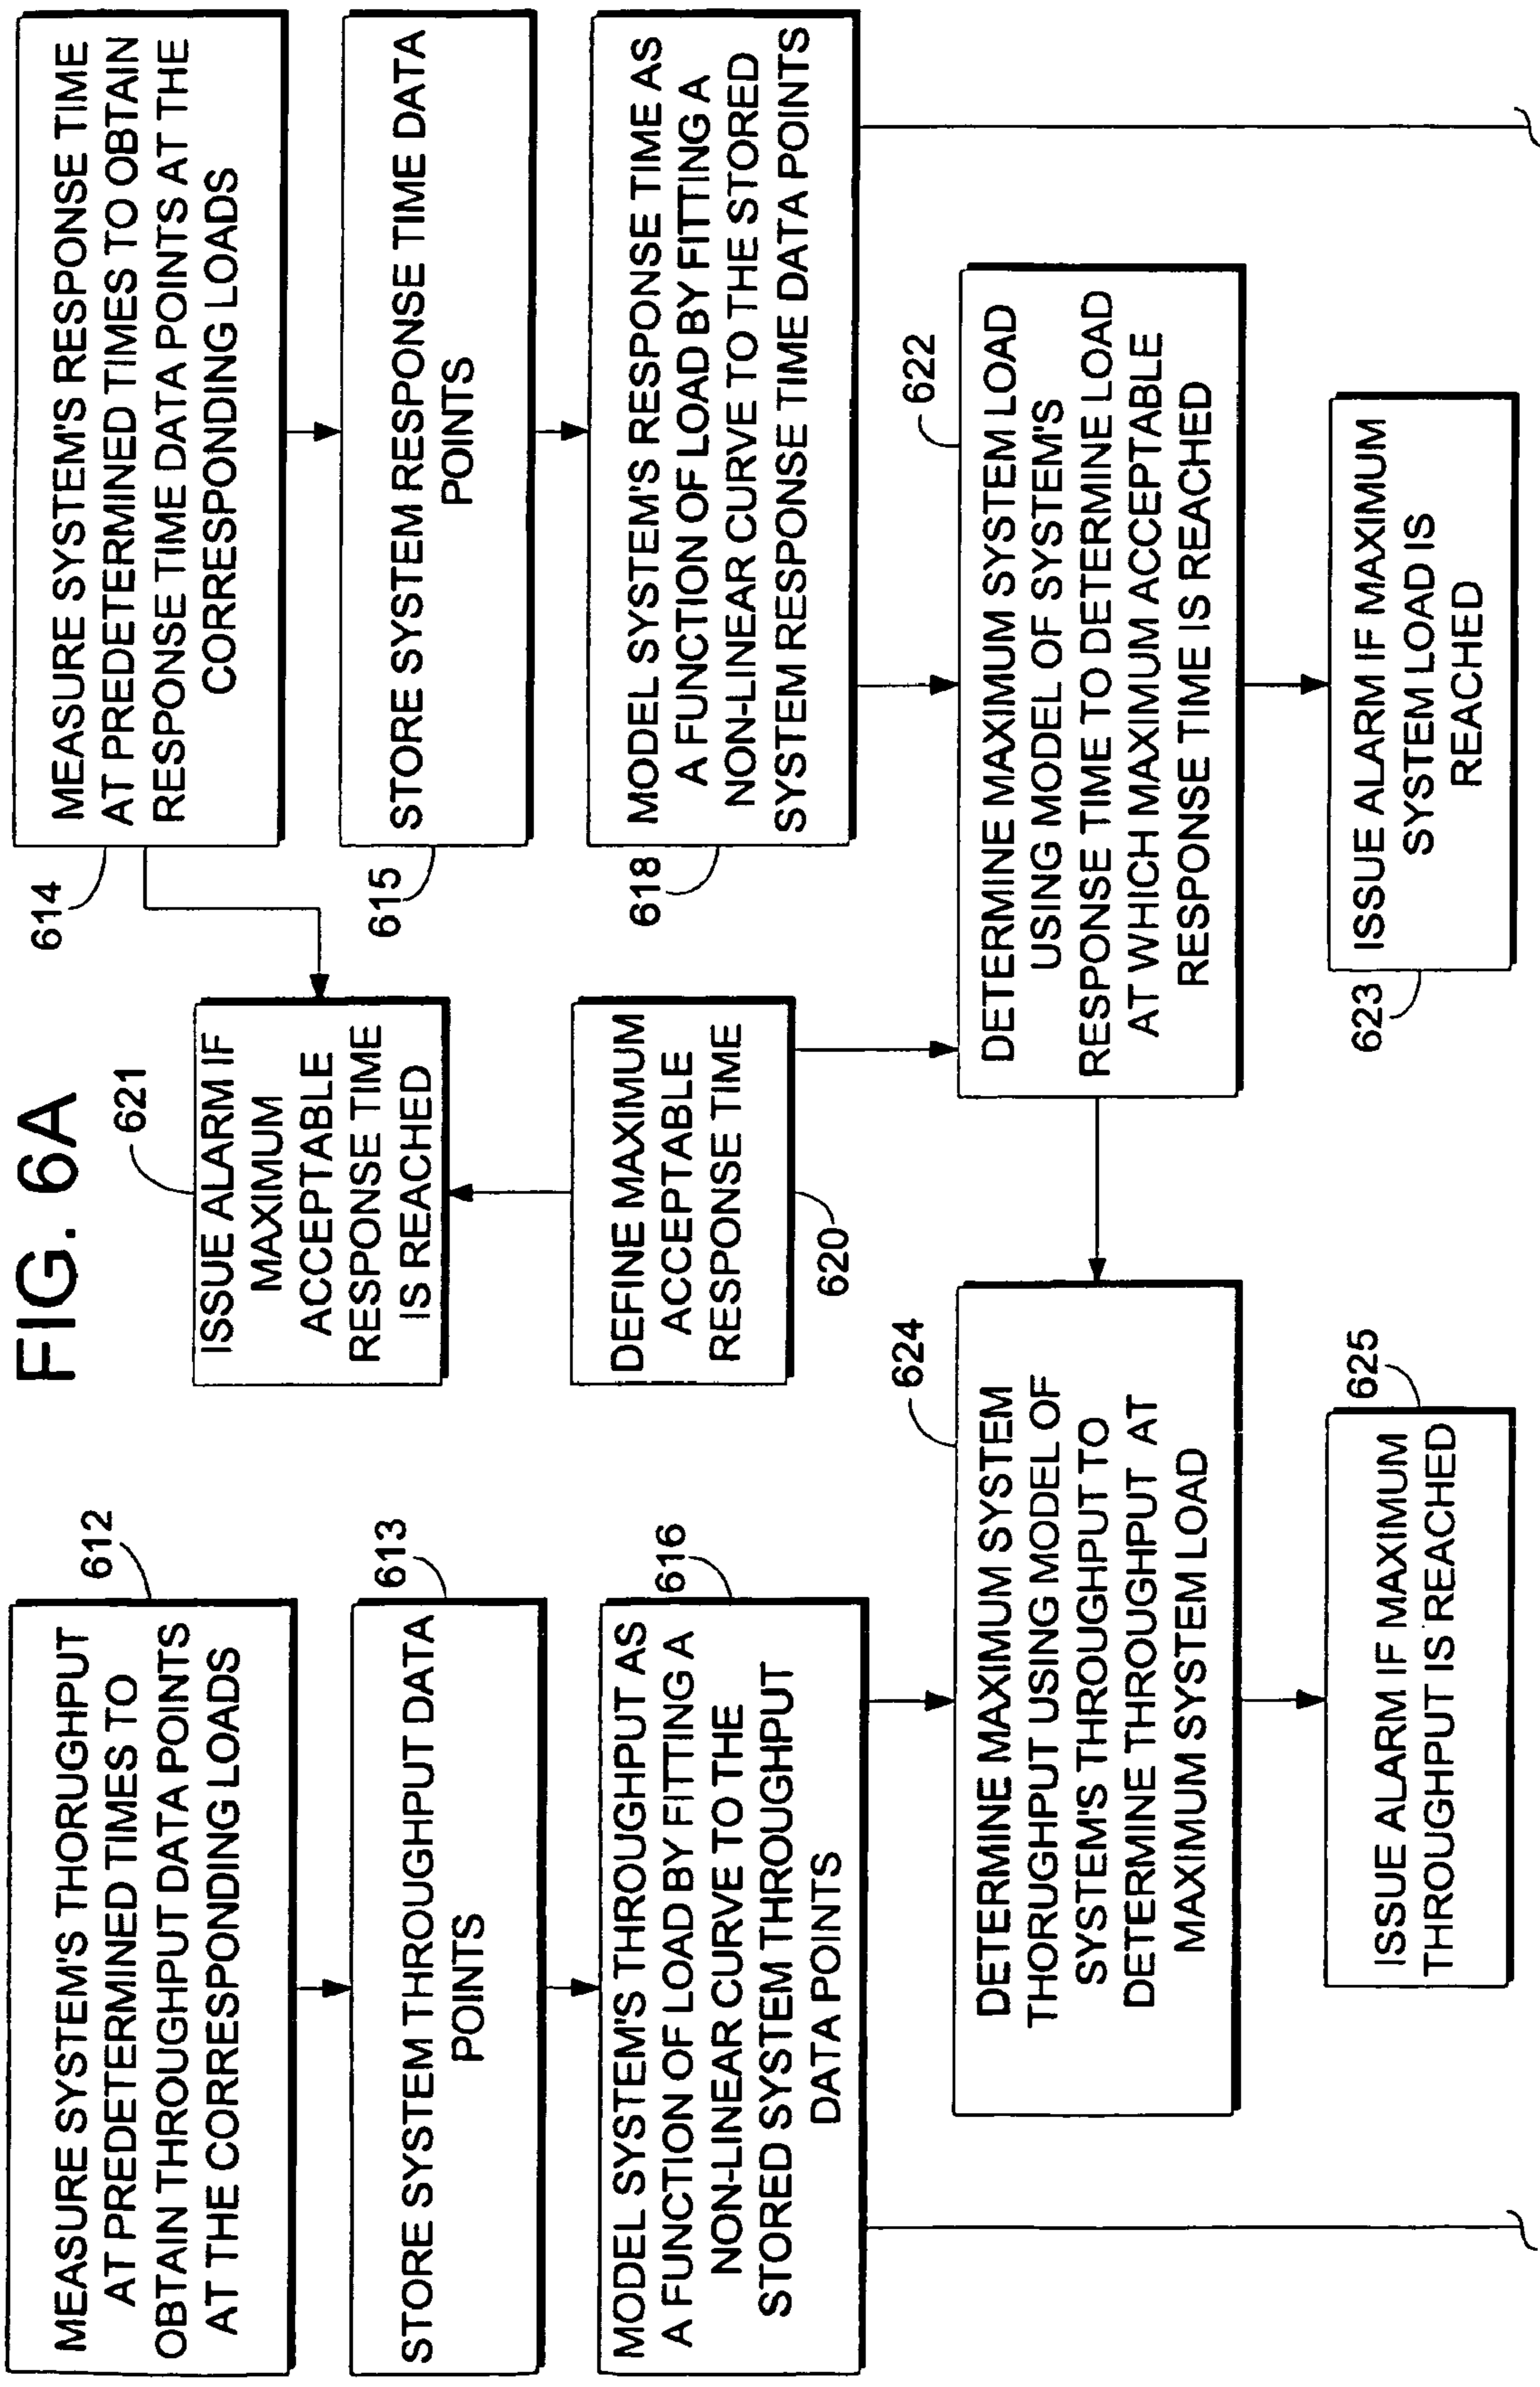 FIG. 6A
612
MEASURE SYSTEM'S THORUGHPUT
AT PREDETERMINED TIMES TO
OBTAIN THROUGHPUT DATA POINTS
AT THE CORRESPONDING LOADS
613
STORE SYSTEM THROUGHPUT DATA
POINTS
616
MODEL SYSTEM'S THROUGHPUT AS
A FUNCTION OF LOAD BY FITTING A
NON-LINEAR CURVE TO THE
STORED SYSTEM THROUGHPUT
DATA POINTS
621
ISSUE ALARM IF
MAXIMUM
ACCEPTABLE
RESPONSE TIME
IS REACHED
DEFINE MAXIMUM
ACCEPTABLE
RESPONSE TIME
620
614
MEASURE SYSTEM'S RESPONSE TIME
AT PREDETERMINED TIMES TO OBTAIN
RESPONSE TIME DATA POINTS AT THE
CORRESPONDING LOADS
615
STORE SYSTEM RESPONSE TIME DATA
POINTS
618
MODEL SYSTEM'S RESPONSE TIME AS
A FUNCTION OF LOAD BY FITTING A
NON-LINEAR CURVE TO THE STORED
SYSTEM RESPONSE TIME DATA POINTS
624
DETERMINE MAXIMUM SYSTEM
THORUGHPUT USING MODEL OF
SYSTEM'S THROUGHPUT TO
DETERMINE THROUGHPUT AT
MAXIMUM SYSTEM LOAD
622
DETERMINE MAXIMUM SYSTEM LOAD
USING MODEL OF SYSTEM'S
RESPONSE TIME TO DETERMINE LOAD
AT WHICH MAXIMUM ACCEPTABLE
RESPONSE TIME IS REACHED
625
ISSUE ALARM IF MAXIMUM
THROUGHPUT IS REACHED
623
ISSUE ALARM IF MAXIMUM
SYSTEM LOAD IS
REACHED